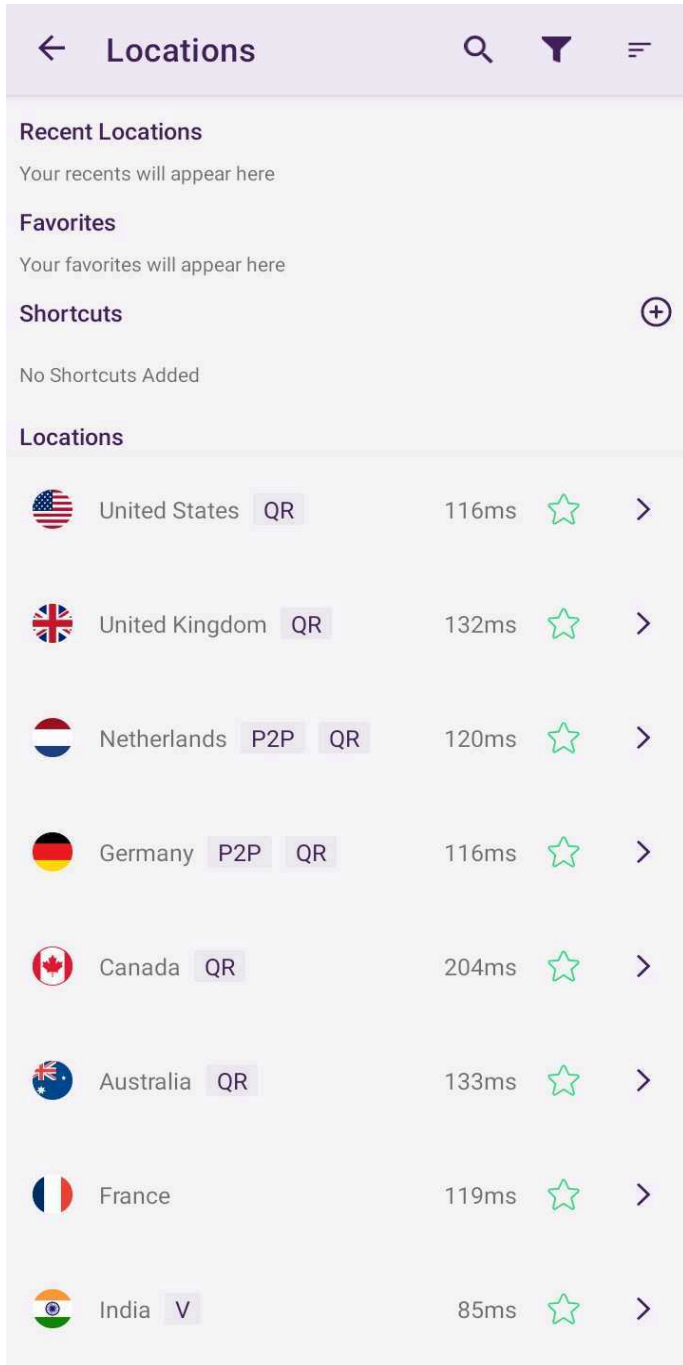 Locations
Recent Locations
Your recents will appear here
Favorites
Your favorites will appear here
Shortcuts
No Shortcuts Added
Locations
United States QR 116ms
United Kingdom QR 132ms
Netherlands P2P QR 120ms
Germany P2P QR 116ms
Canada QR 204ms
Australia QR 133ms
France 119ms
India V 85ms